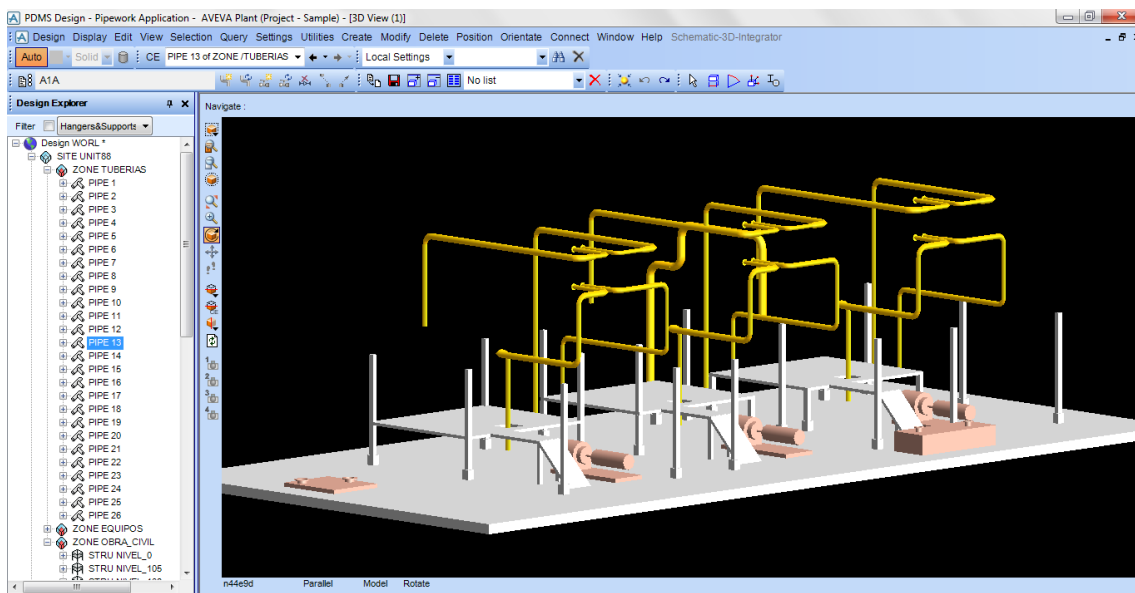 PDMS Design - Pipework Application - AVEVA Plant (Project - Sample) - [3D View (1)]
Design Display Edit View Selection Query Settings Utilities Create Modify Delete Position Orientate Connect Window Help Schematic-3D-Integrator
Auto Solid CE PIPE 13 of ZONE /TUBERIAS Local Settings
A1A No list
Design Explorer
Navigate :
Filter Hangers&Supports
Design WORL *
SITE UNIT88
ZONE TUBERIAS
PIPE 1
PIPE 2
PIPE 3
PIPE 4
PIPE 5
PIPE 6
PIPE 7
PIPE 8
PIPE 9
PIPE 10
PIPE 11
PIPE 12
PIPE 13
PIPE 14
PIPE 15
PIPE 16
PIPE 17
PIPE 18
PIPE 19
PIPE 20
PIPE 21
PIPE 22
PIPE 23
PIPE 24
PIPE 25
PIPE 26
ZONE EQUIPOS
ZONE OBRA_CIVIL
STRU NIVEL_0
STRU NIVEL_105
1
2
3
4
n44e9d Parallel Model Rotate